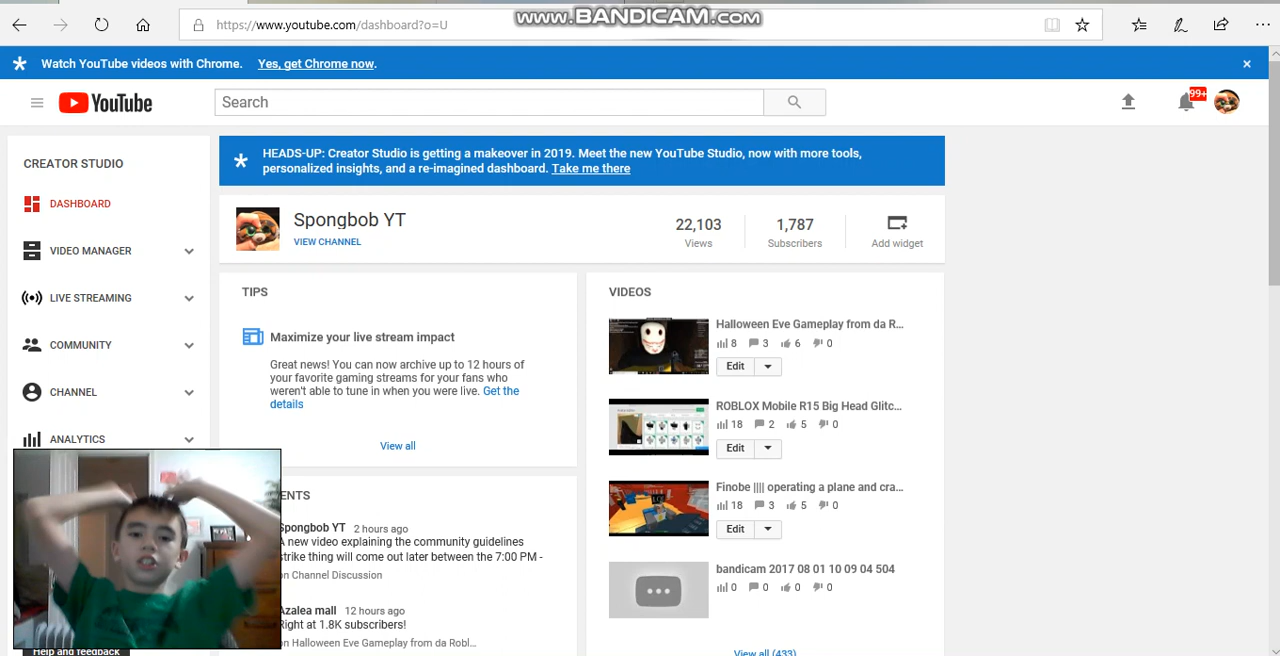 https://www.youtube.com/dashboard?o=U
www.BANDICAM.com
Watch YouTube videos with Chrome. Yes, get Chrome now.
YouTube
Search
99+
CREATOR STUDIO
DASHBOARD
VIDEO MANAGER
LIVE STREAMING
COMMUNITY
CHANNEL
ANALYTICS
Help and feedback
HEADS-UP: Creator Studio is getting a makeover in 2019. Meet the new YouTube Studio, now with more tools,
personalized insights, and a re-imagined dashboard. Take me there
Spongbob YT
VIEW CHANNEL
22,103
Views
1,787
Subscribers
Add widget
TIPS
Maximize your live stream impact
Great news! You can now archive up to 12 hours of
your favorite gaming streams for your fans who
weren't able to tune in when you were live. Get the
details
View all
ENTS
Spongbob YT 2 hours ago
A new video explaining the community guidelines
strike thing will come out later between the 7:00 PM -
on Channel Discussion
Azalea mall 12 hours ago
Right at 1.8K subscribers!
on Halloween Eve Gameplay from da Robl...
VIDEOS
Halloween Eve Gameplay from da R...
8 3 6 0
Edit
ROBLOX Mobile R15 Big Head Glitc...
18 2 5 0
Edit
Finobe |||| operating a plane and cra...
18 3 5 0
Edit
bandicam 2017 08 01 10 09 04 504
0 0 0 0
View all (433)